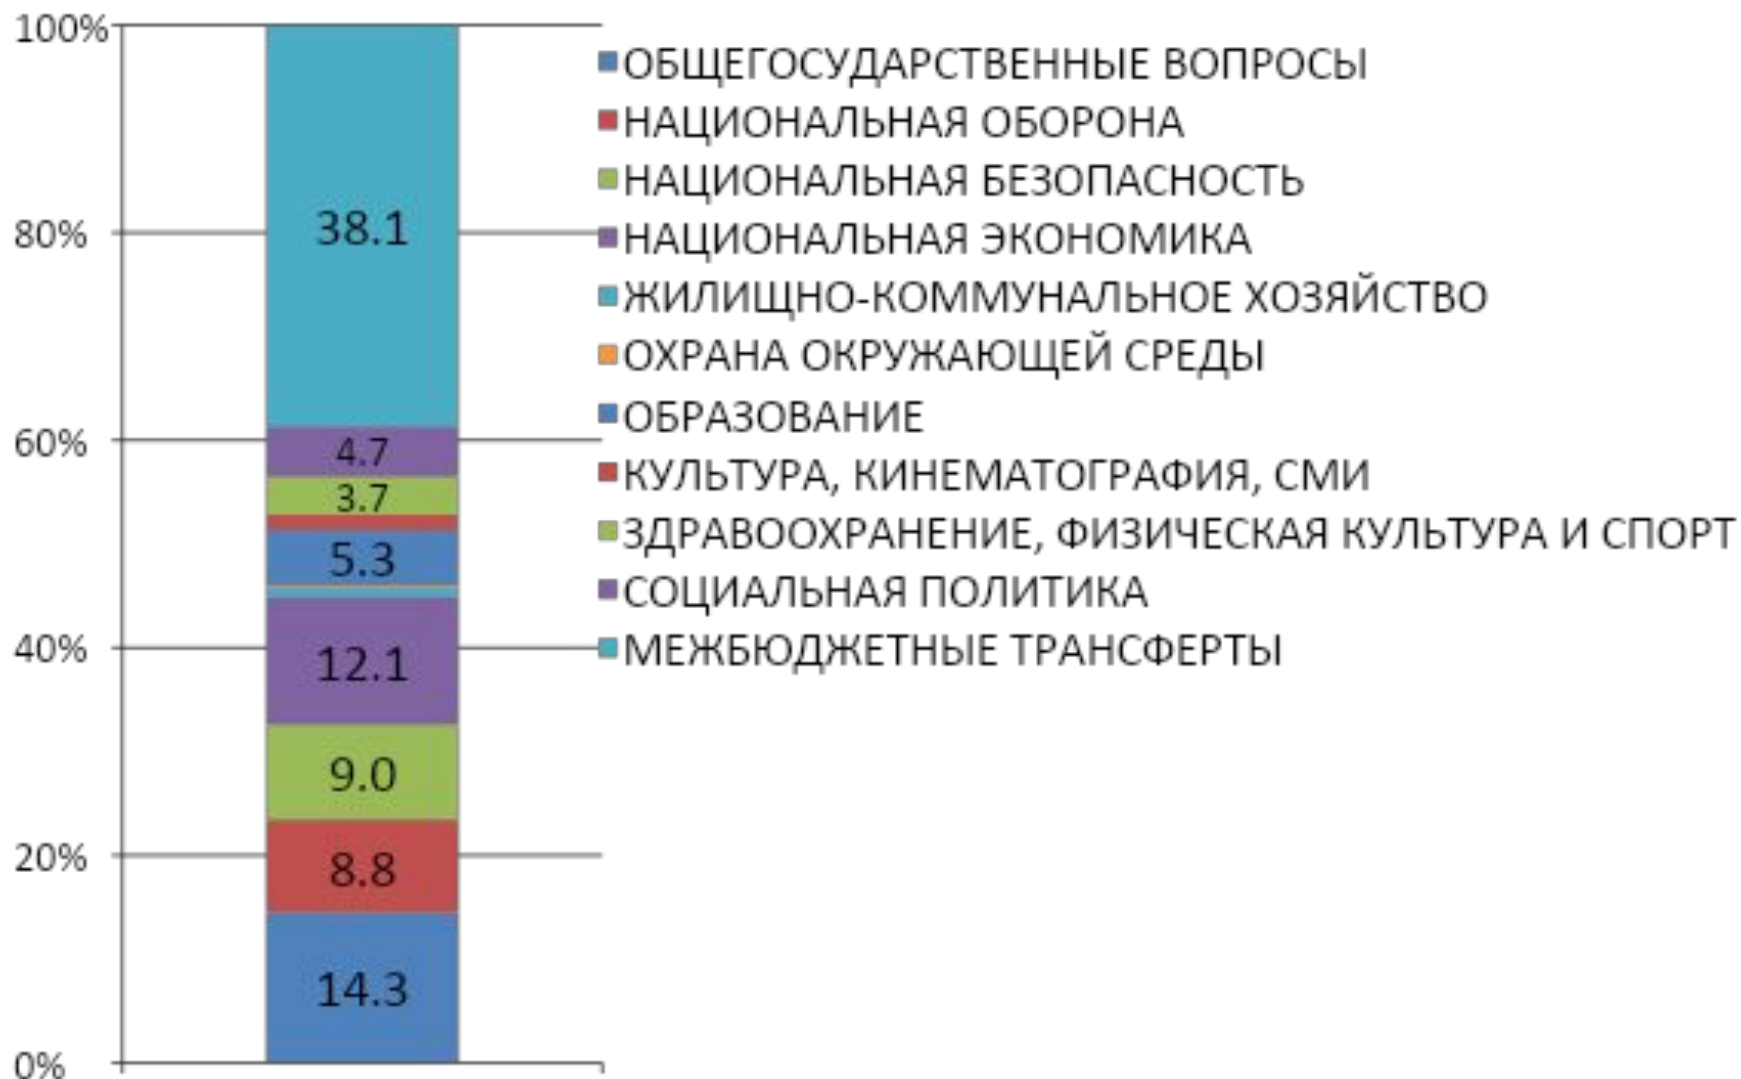 100%
80%
60%
40%
20%
0%
38.1
4.7
3.7
5.3
12.1
9.0
8.8
14.3
ОБЩЕГОСУДАРСТВЕННЫЕ ВОПРОСЫ
НАЦИОНАЛЬНАЯ ОБОРОНА
НАЦИОНАЛЬНАЯ БЕЗОПАСНОСТЬ
НАЦИОНАЛЬНАЯ ЭКОНОМИКА
ЖИЛИЩНО-КОММУНАЛЬНОЕ ХОЗЯЙСТВО
ОХРАНА ОКРУЖАЮЩЕЙ СРЕДЫ
ОБРАЗОВАНИЕ
КУЛЬТУРА, КИНЕМАТОГРАФИЯ, СМИ
ЗДРАВООХРАНЕНИЕ, ФИЗИЧЕСКАЯ КУЛЬТУРА И СПОРТ
СОЦИАЛЬНАЯ ПОЛИТИКА
МЕЖБЮДЖЕТНЫЕ ТРАНСФЕРТЫ